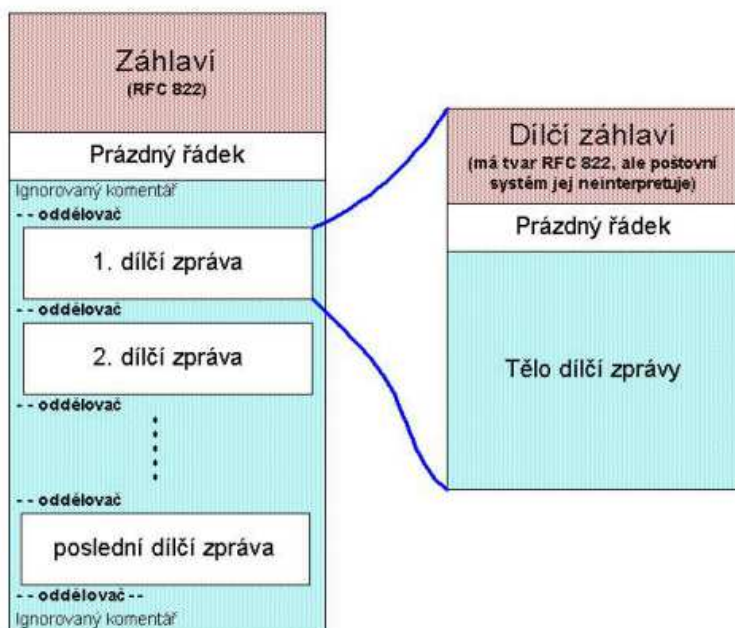 Záhlaví
(RFC 822)
Prázdný řádek
Ignorovaný komentář
-- oddělovač
1. dílčí zpráva
-- oddělovač
2. dílčí zpráva
-- oddělovač
-- oddělovač
poslední dílčí zpráva
-- oddělovač--
Ignorovaný komentář
Dílčí záhlaví
(má tvar RFC 822, ale poštovní
systém jej neinterpretuje)
Prázdný řádek
Tělo dílčí zprávy